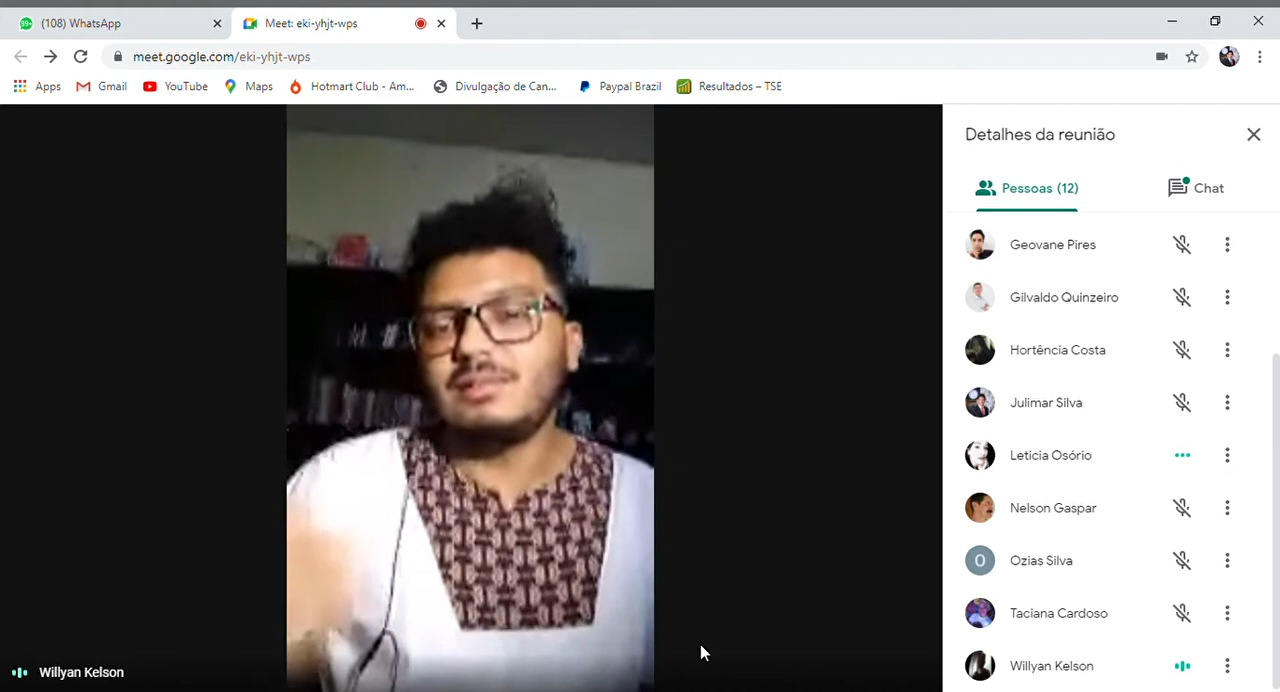 99+ (108) WhatsApp
Meet: eki-yhjt-wps
meet.google.com/eki-yhjt-wps
Apps Gmail YouTube Maps Hotmart Club - Am... Divulgação de Can... Paypal Brazil Resultados – TSE
Detalhes da reunião
Pessoas (12) Chat
Geovane Pires
Gilvaldo Quinzeiro
Hortência Costa
Julimar Silva
Leticia Osório
Nelson Gaspar
O Ozias Silva
Taciana Cardoso
Willyan Kelson
Willyan Kelson